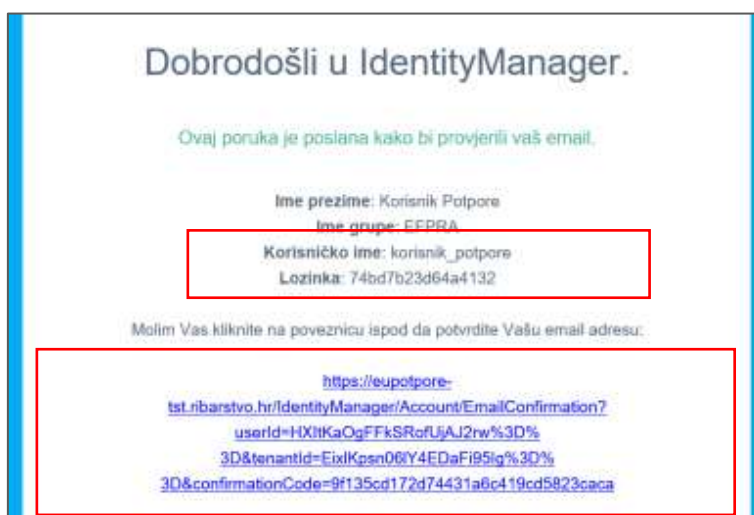 Dobrodošli u IdentityManager.
Ovaj poruka je poslana kako bi provjerili vaš email.
Ime prezime: Korisnik Potpore
Ime grupe: EFPRA
Korisničko ime: korisnik_potpore
Lozinka: 74bd7b23d64a4132
Molim Vas kliknite na poveznicu ispod da potvrdite Vašu email adresu:
https://eupotpore-
tst.ribarstvo.hr/IdentityManager/Account/EmailConfirmation?
userId=HXItKaOgFFkSRofUjAJ2rw%3D%
3D&tenantId=EixlKpsn06lY4EDaFi95lg%3D%
3D&confirmationCode=9f135cd172d74431a6c419cd5823caca